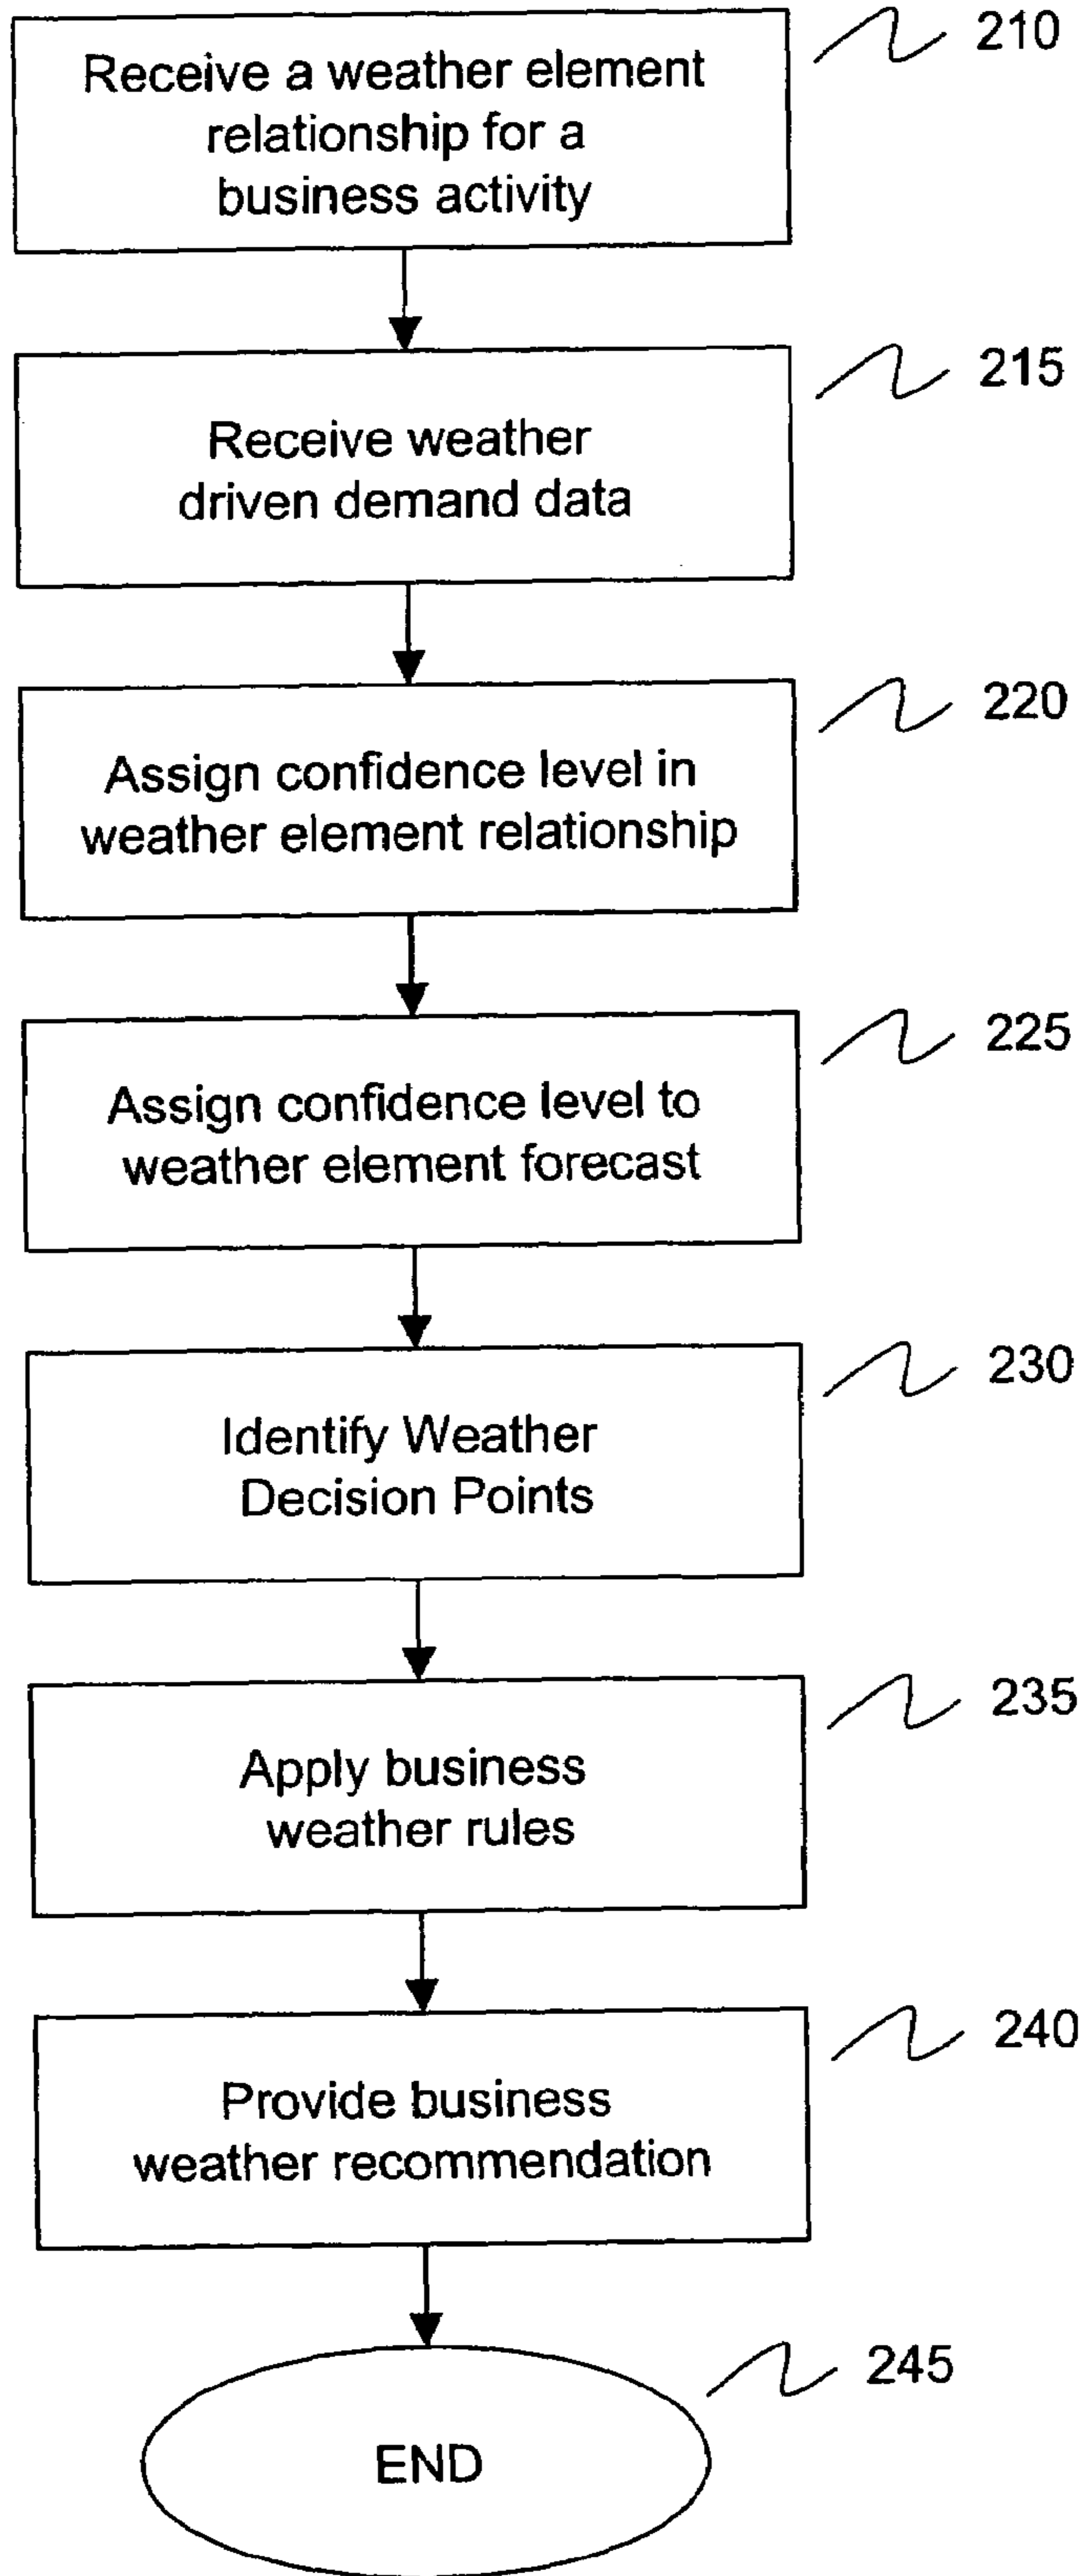 210
Receive a weather element
relationship for a
business activity
215
Receive weather
driven demand data
220
Assign confidence level in
weather element relationship
225
Assign confidence level to
weather element forecast
230
Identify Weather
Decision Points
235
Apply business
weather rules
240
Provide business
weather recommendation
245
END